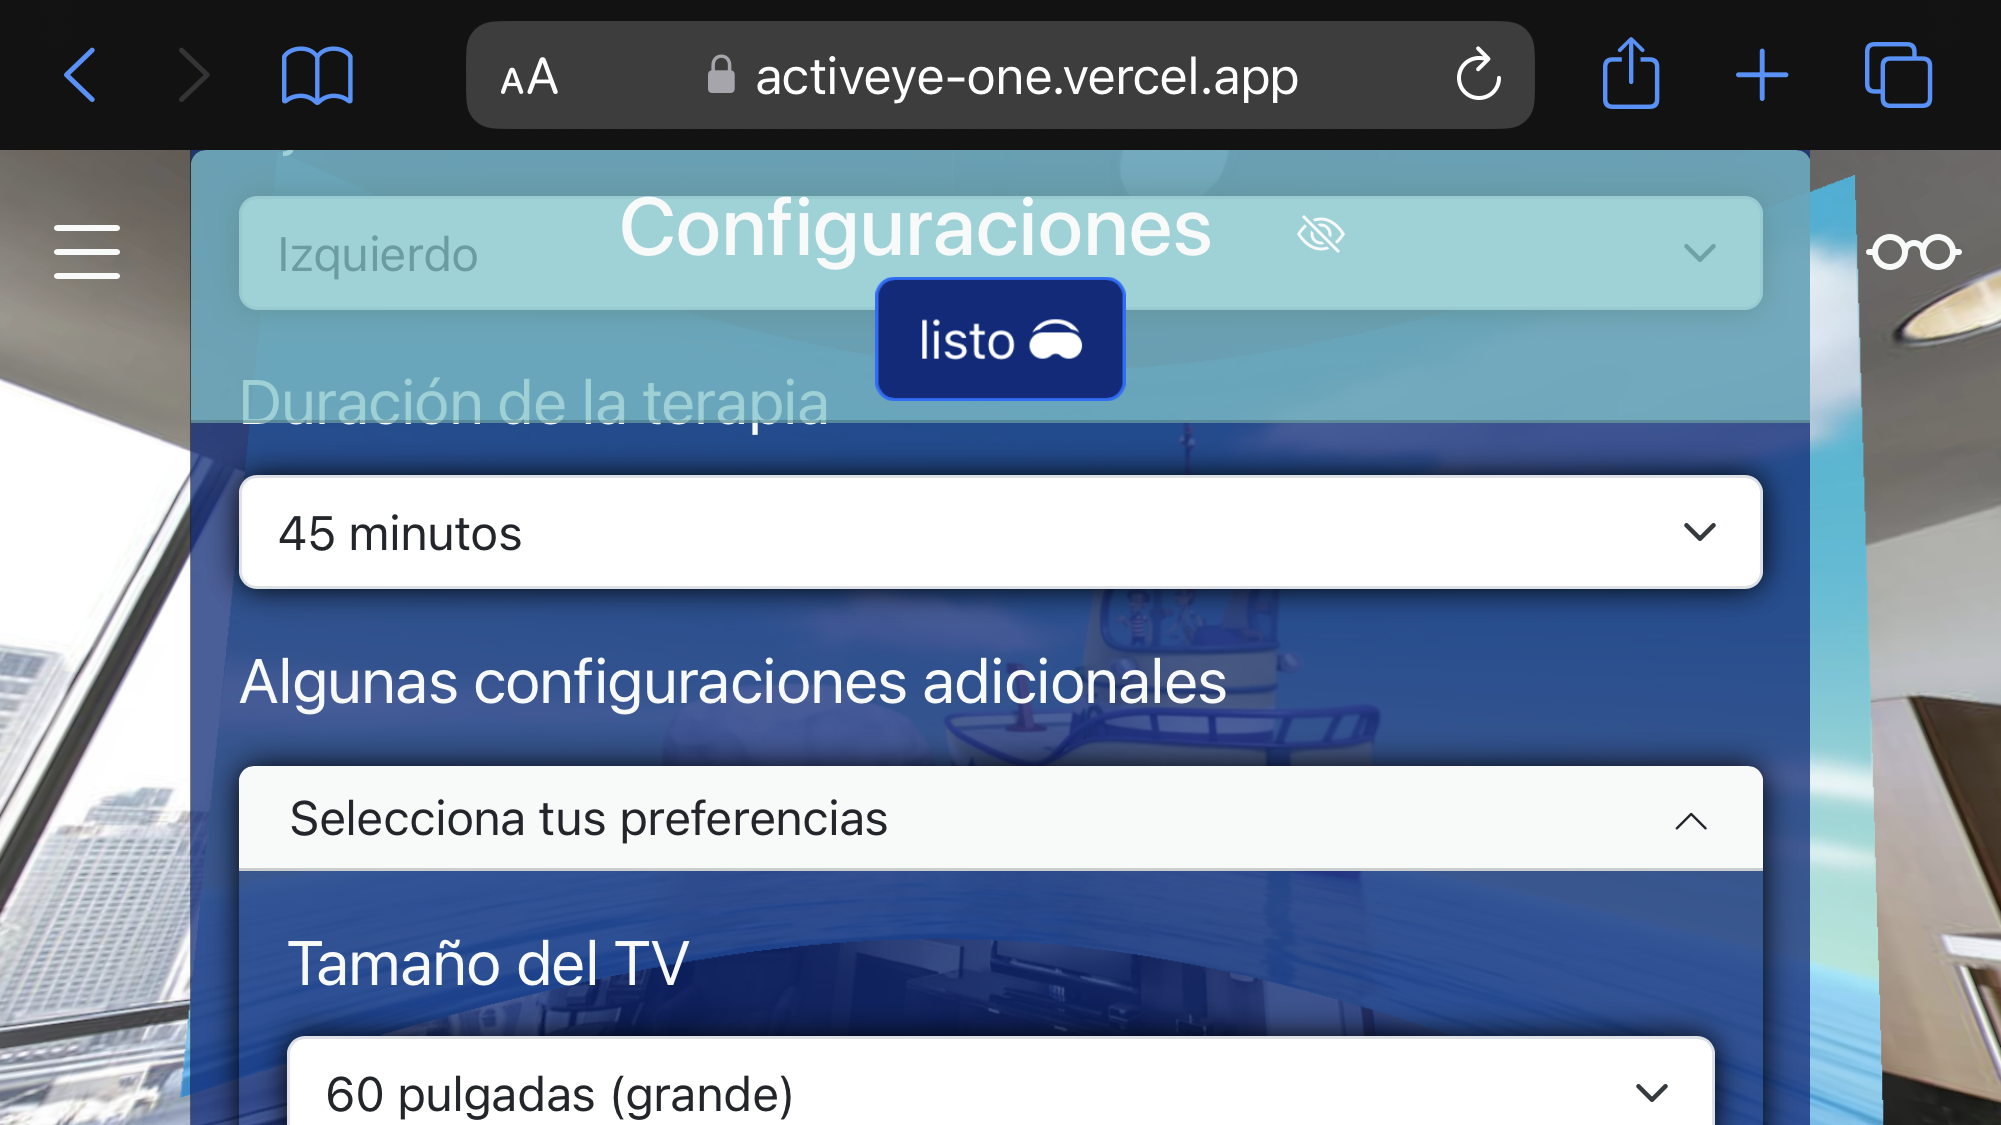 AA
activeye-one.vercel.app
Configuraciones
Izquierdo
listo
Duración de la terapia
45 minutos
Algunas configuraciones adicionales
Selecciona tus preferencias
Tamaño del TV
60 pulgadas (grande)